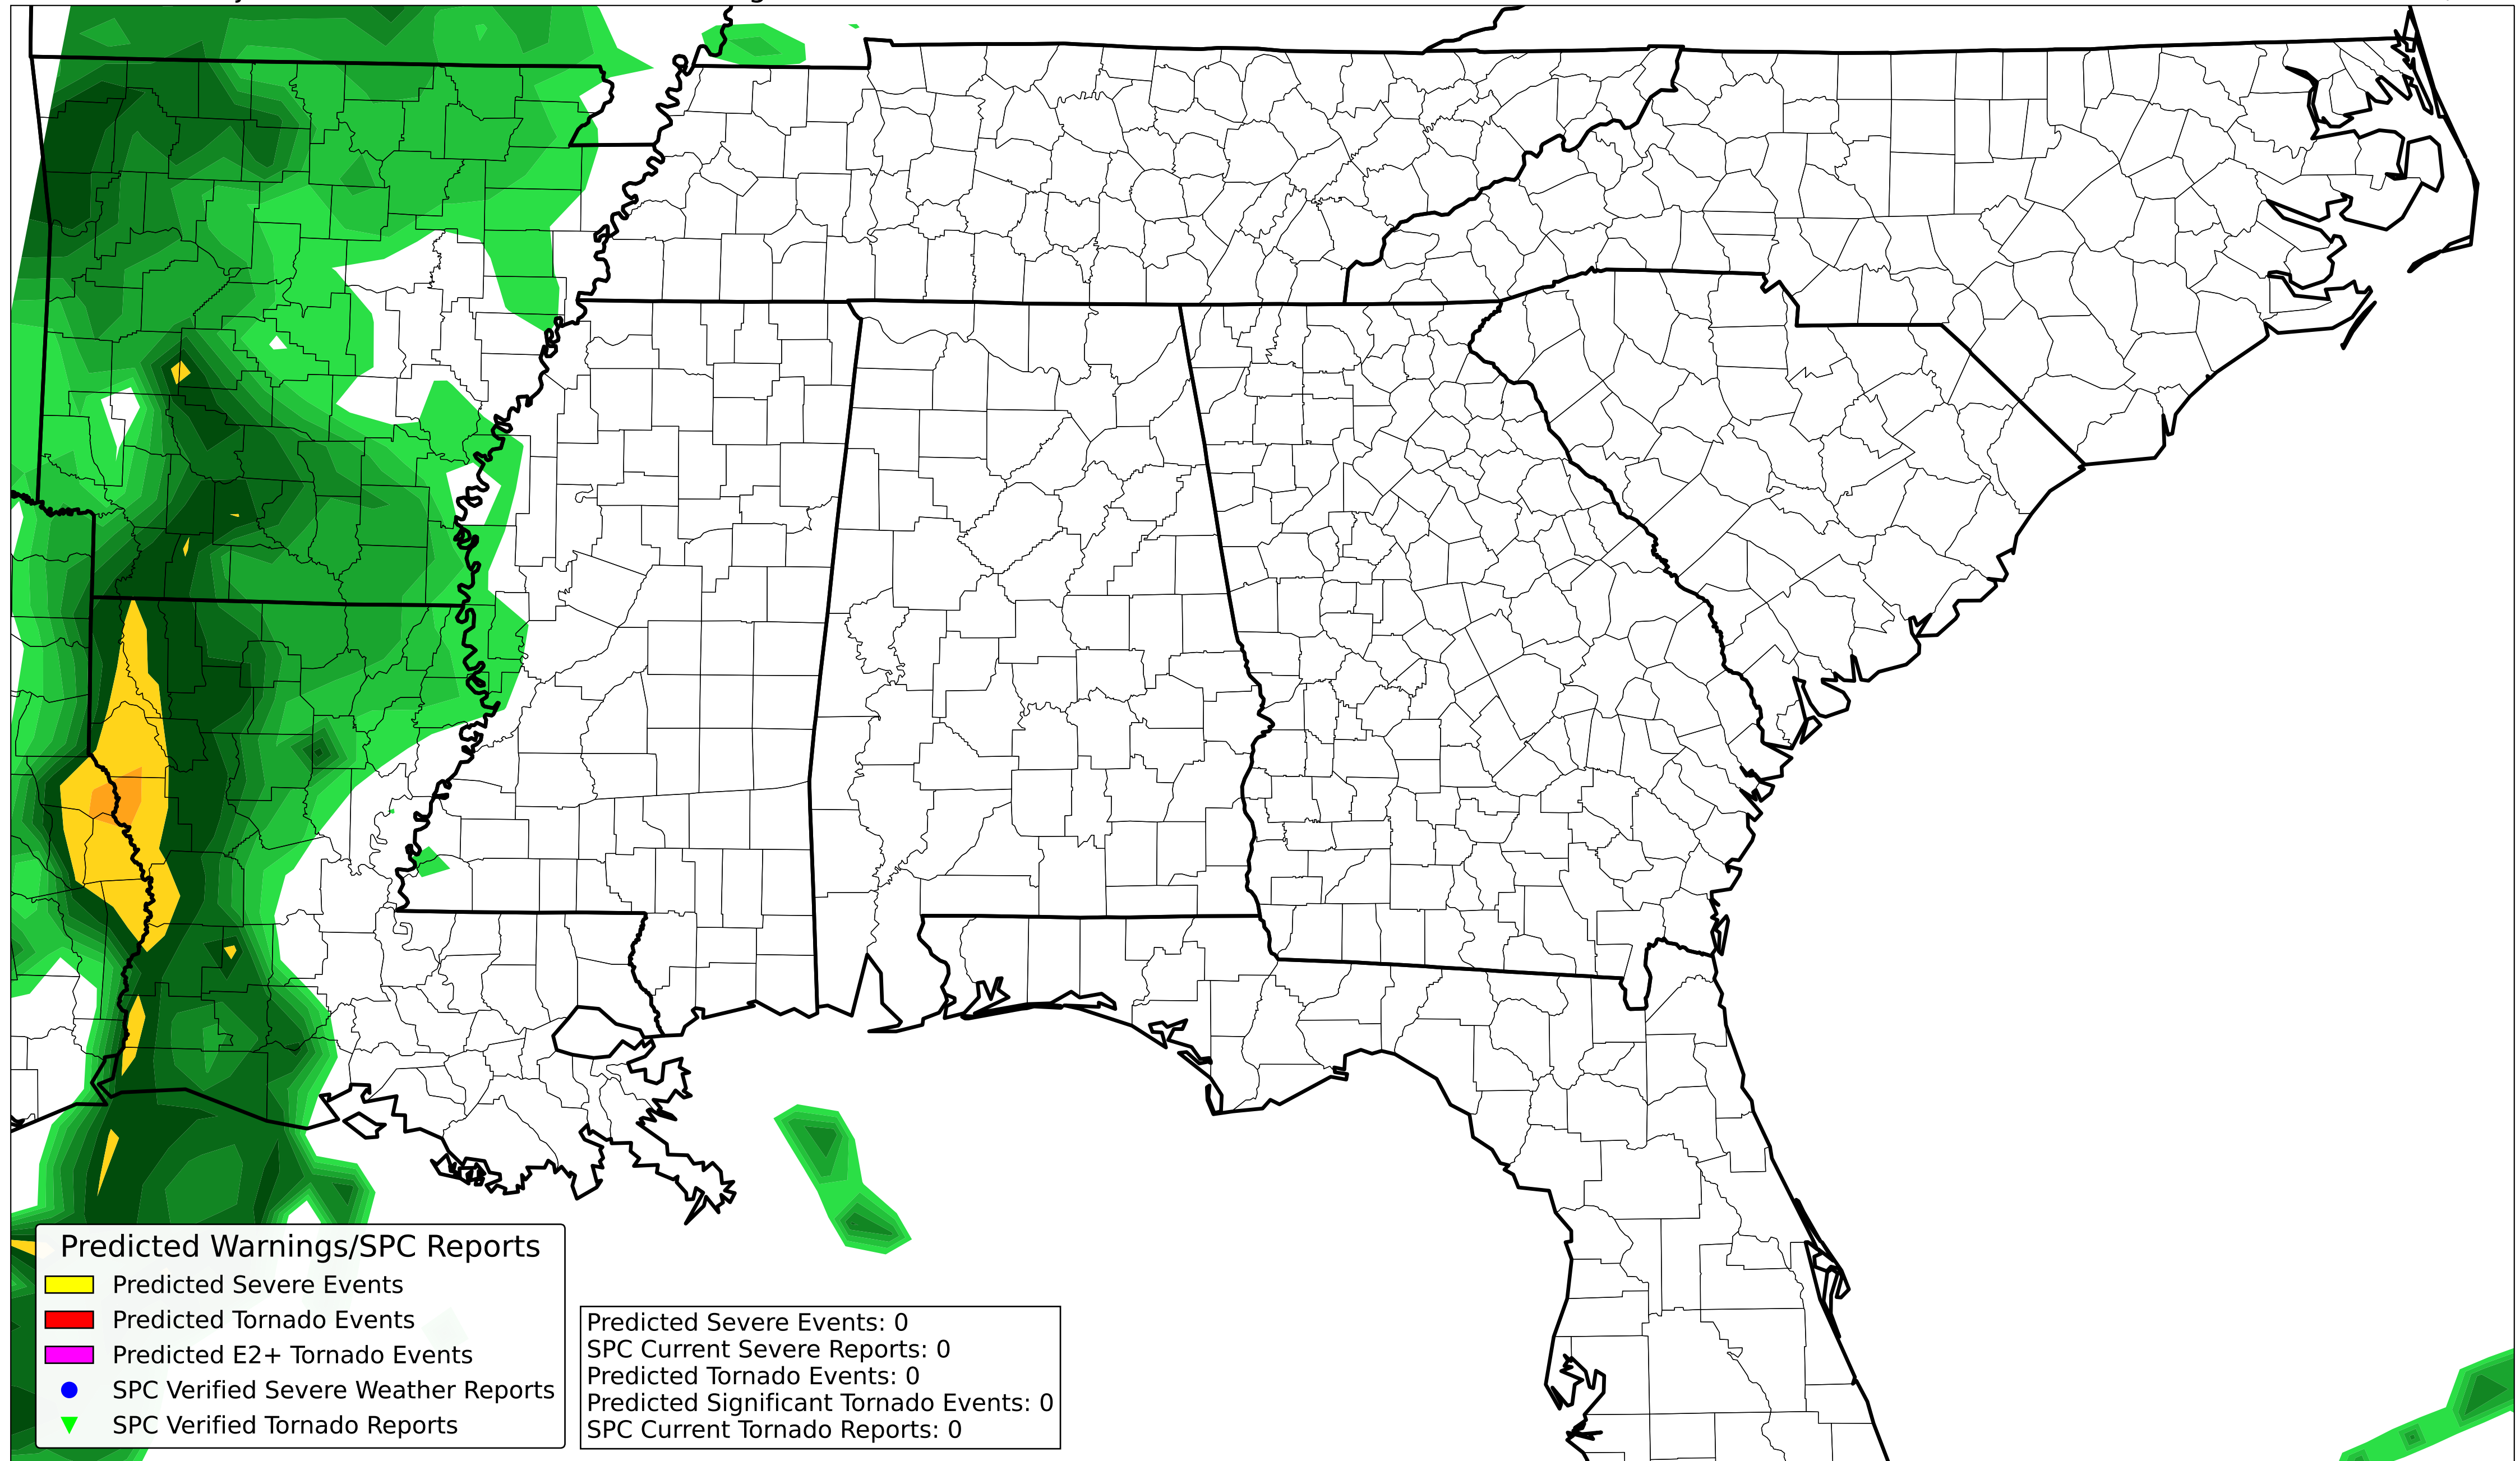 Predicted Warnings/SPC Reports
Predicted Severe Events
Predicted Tornado Events
Predicted E2+ Tornado Events
SPC Verified Severe Weather Reports
SPC Verified Tornado Reports
Predicted Severe Events: 0
SPC Current Severe Reports: 0
Predicted Tornado Events: 0
Predicted Significant Tornado Events: 0
SPC Current Tornado Reports: 0